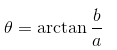 θ = arctan b/a